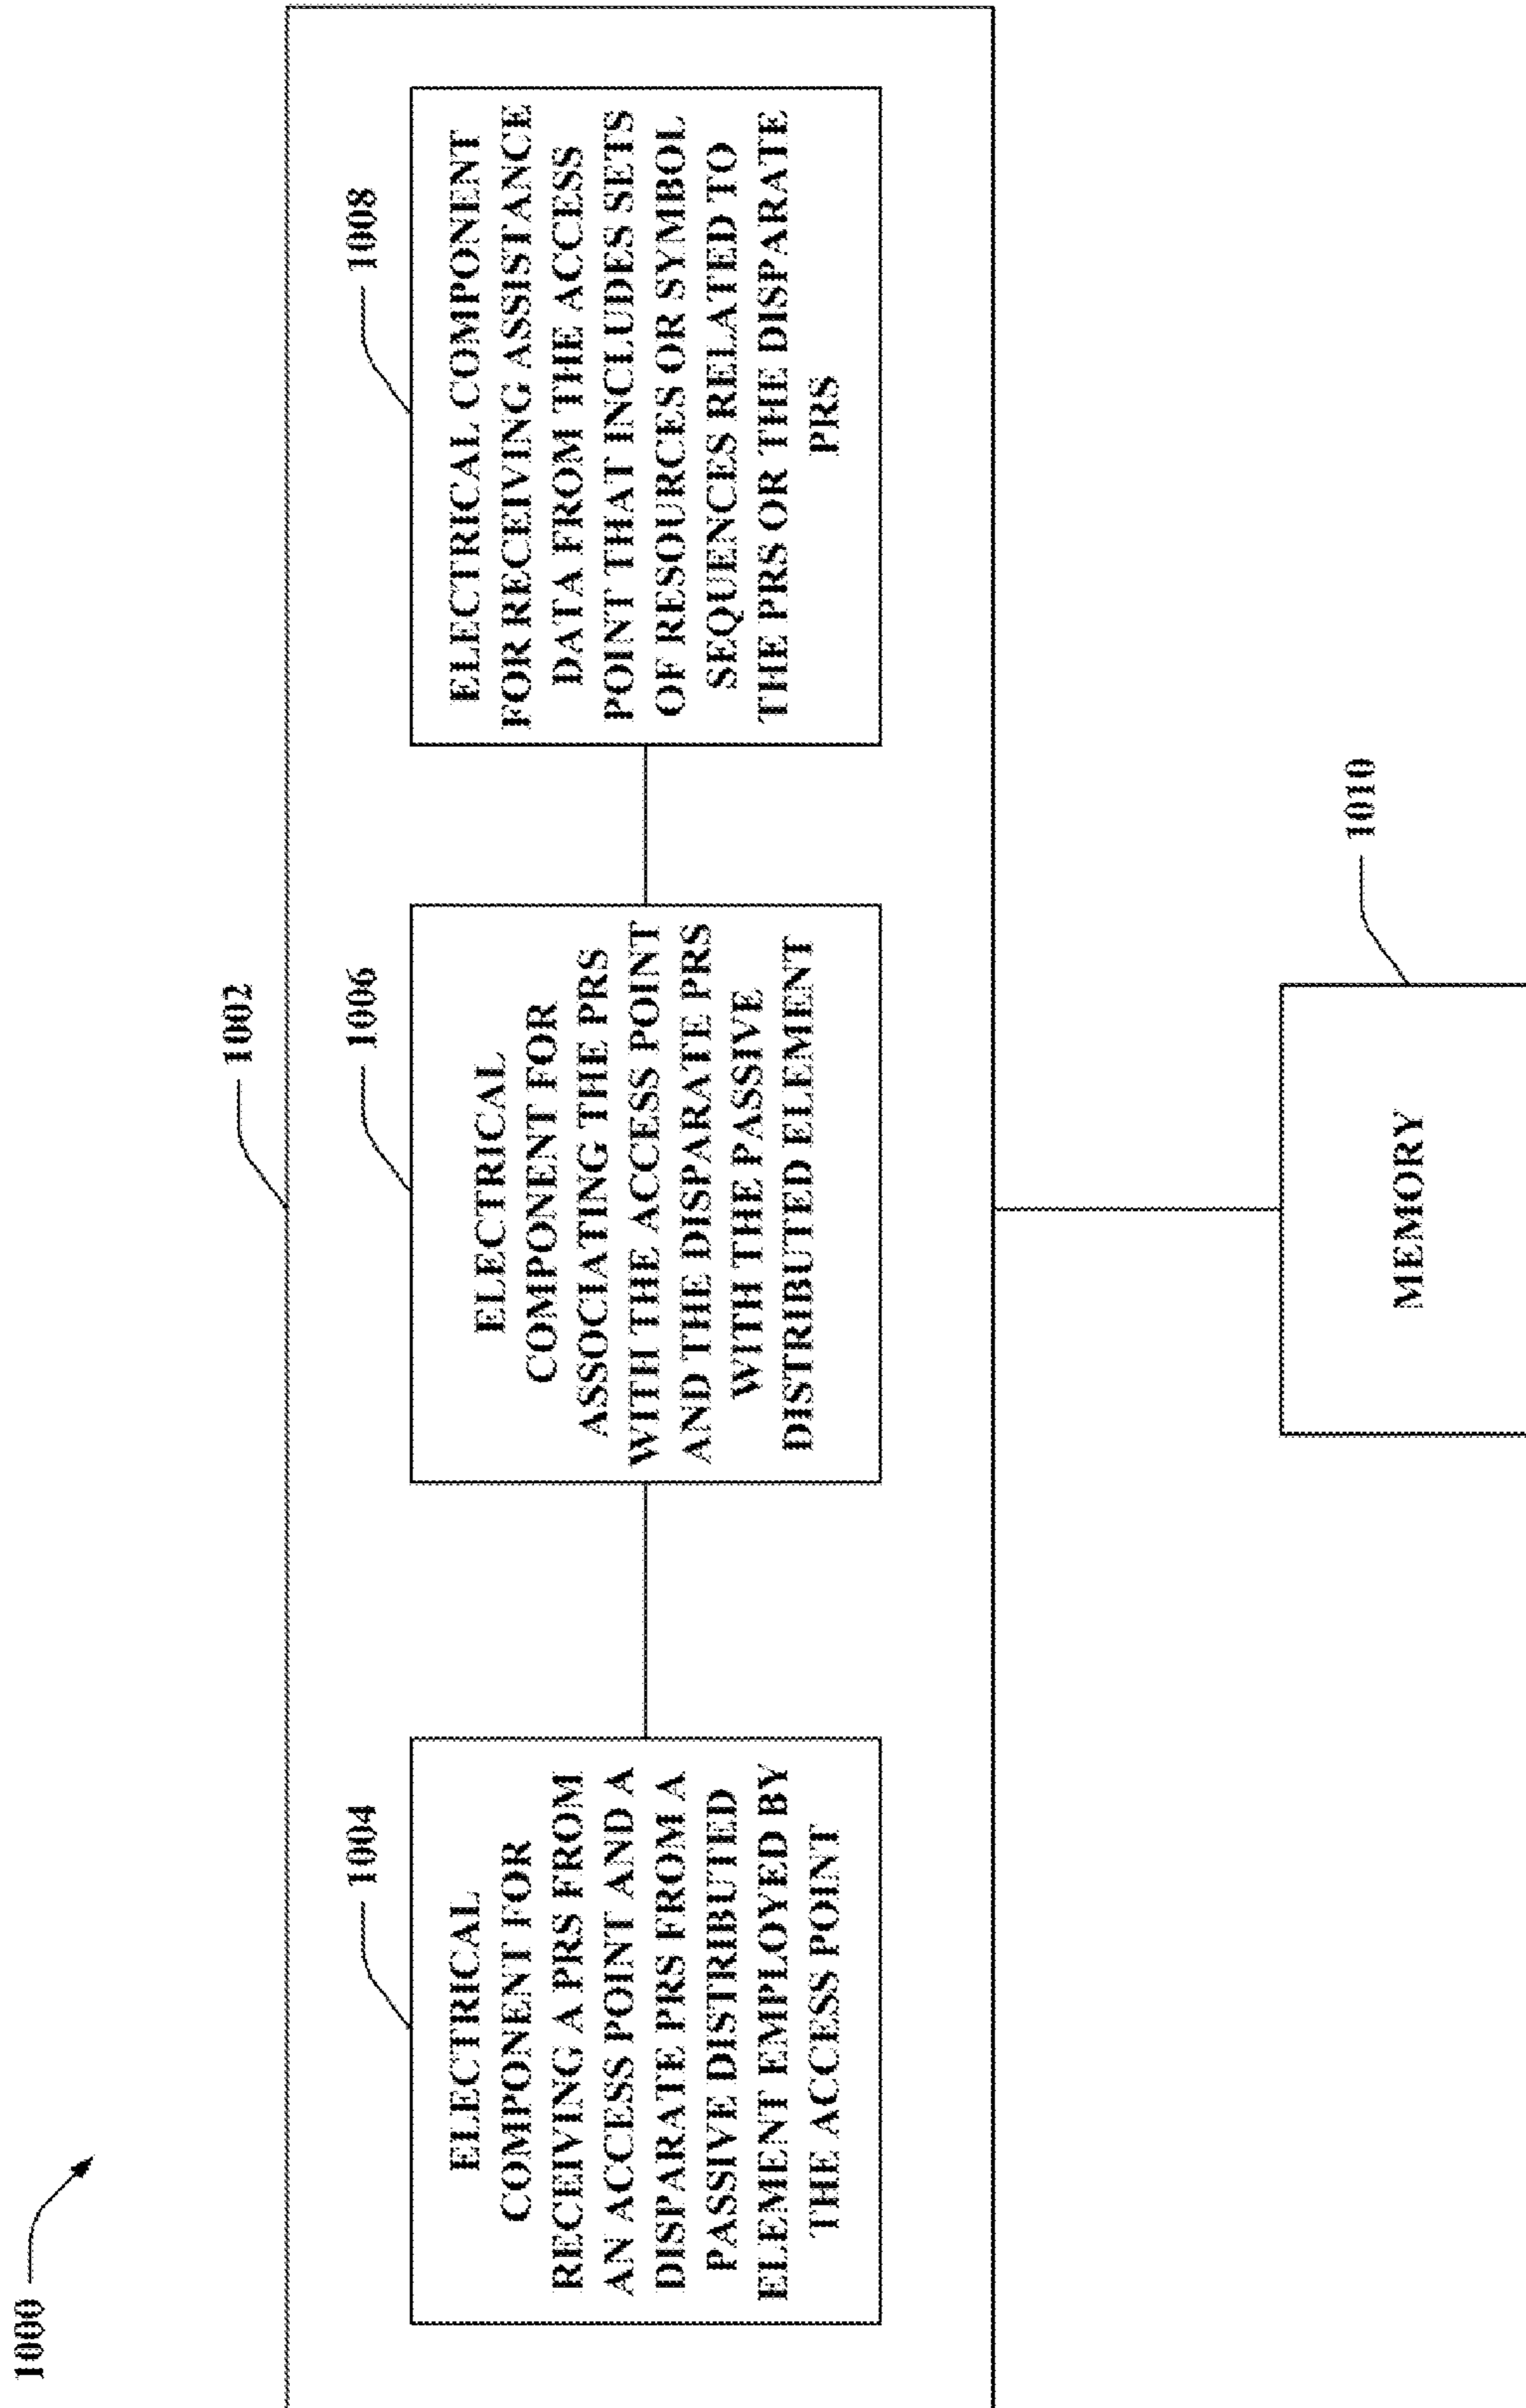 1000
1002
1004
ELECTRICAL
COMPONENT FOR
RECEIVING A PRS FROM
AN ACCESS POINT AND A
DISPARATE PRS FROM A
PASSIVE DISTRIBUTED
ELEMENT EMPLOYED BY
THE ACCESS POINT
1006
ELECTRICAL
COMPONENT FOR
ASSOCIATING THE PRS
WITH THE ACCESS POINT
AND THE DISPARATE PRS
WITH THE PASSIVE
DISTRIBUTED ELEMENT
1008
ELECTRICAL COMPONENT
FOR RECEIVING ASSISTANCE
DATA FROM THE ACCESS
POINT THAT INCLUDES SETS
OF RESOURCES OR SYMBOL
SEQUENCES RELATED TO
THE PRS OR THE DISPARATE
PRS
1010
MEMORY